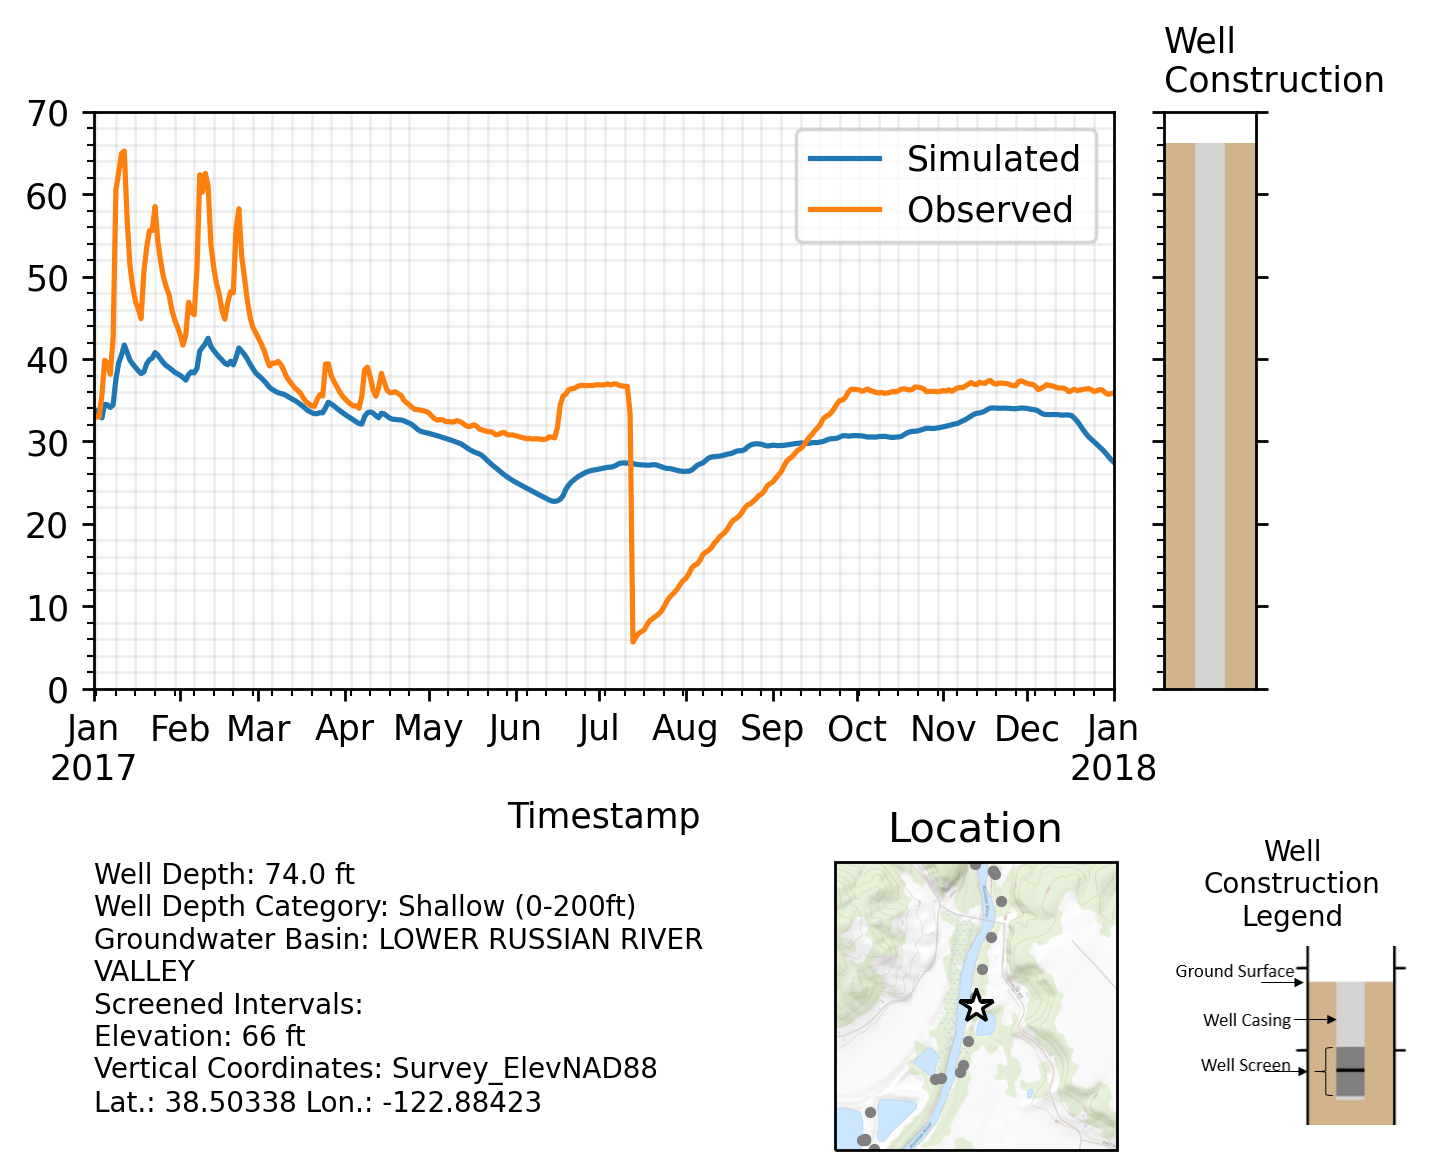 Well
Construction
70
60
50
40
30
20
10
0
Simulated
Observed
Jan Feb Mar Apr May Jun Jul Aug Sep Oct Nov Dec Jan
2017 2018
Timestamp
Well Depth: 74.0 ft
Well Depth Category: Shallow (0-200ft)
Groundwater Basin: LOWER RUSSIAN RIVER
VALLEY
Screened Intervals:
Elevation: 66 ft
Vertical Coordinates: Survey_ElevNAD88
Lat.: 38.50338 Lon.: -122.88423
Location
Well
Construction
Legend
Ground Surface
Well Casing
Well Screen